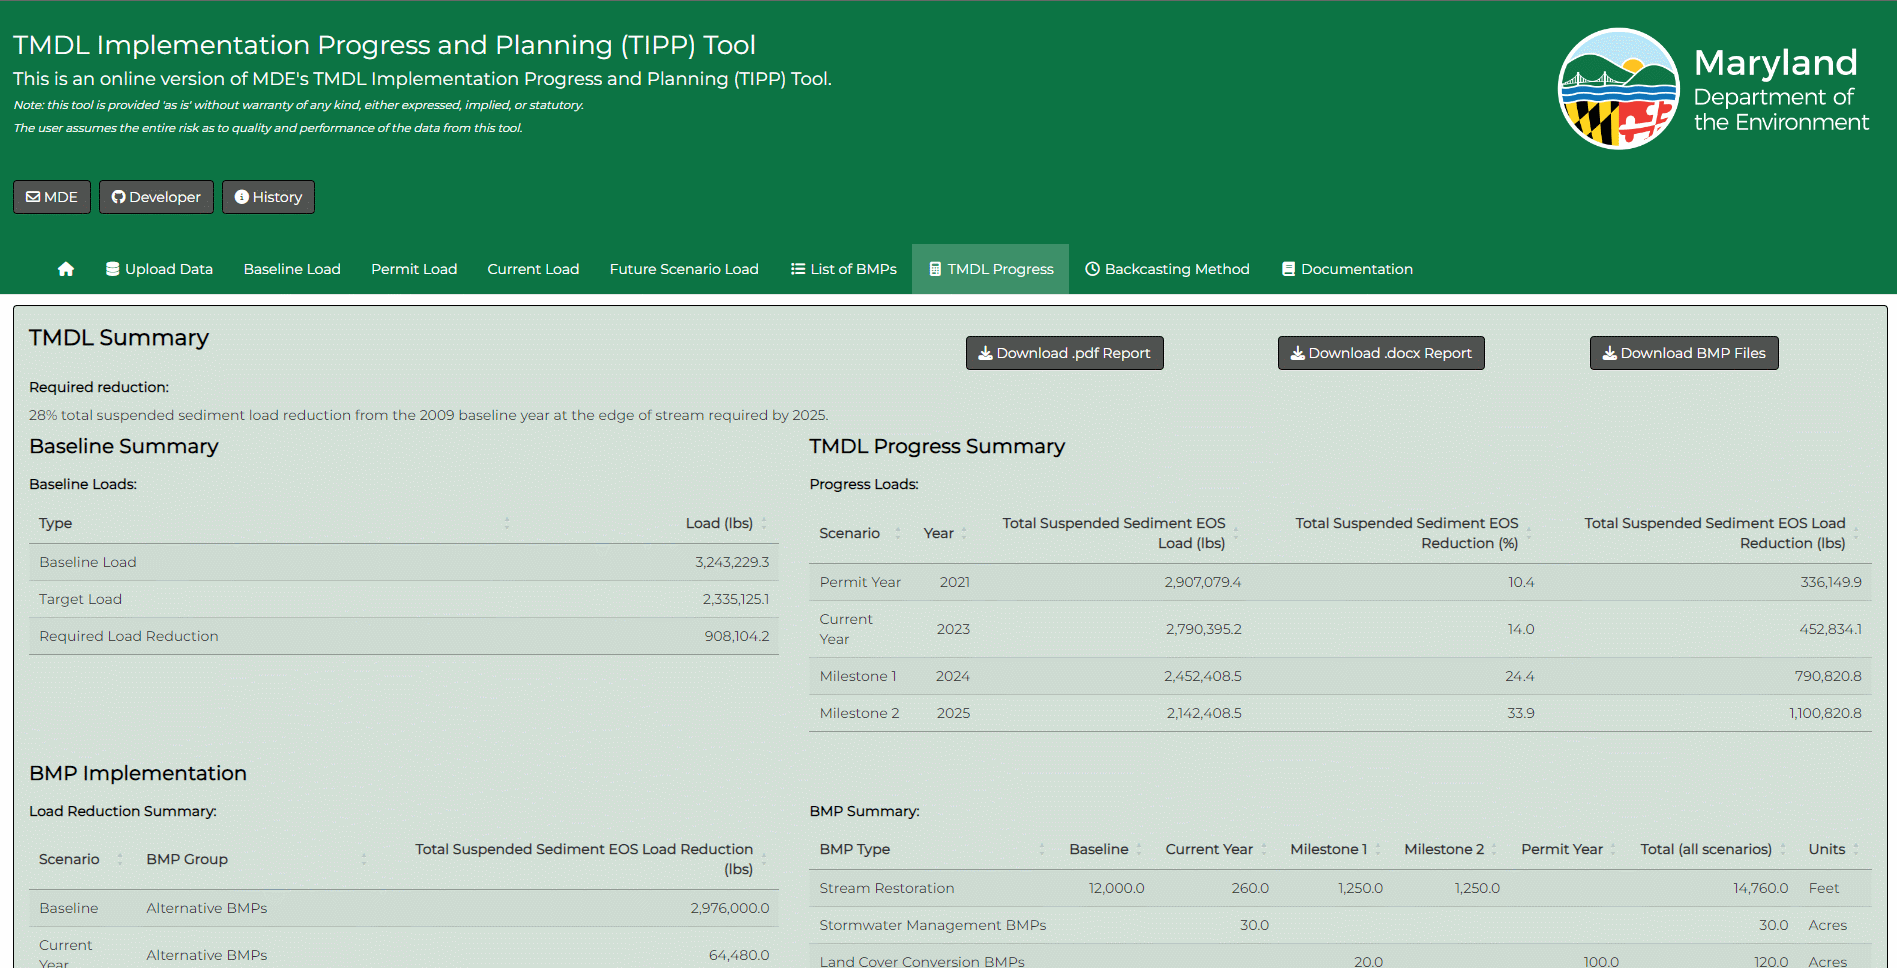 TMDL Implementation Progress and Planning (TIPP) Tool
This is an online version of MDE's TMDL Implementation Progress and Planning (TIPP) Tool.
Note: this tool is provided 'as is' without warranty of any kind, either expressed, implied, or statutory.
The user assumes the entire risk as to quality and performance of the data from this tool.
Maryland
Department of
the Environment
MDE Developer History
Upload Data Baseline Load Permit Load Current Load Future Scenario Load List of BMPs TMDL Progress Backcasting Method Documentation
TMDL Summary
Download .pdf Report Download .docx Report Download BMP Files
Required reduction:
28% total suspended sediment load reduction from the 2009 baseline year at the edge of stream required by 2025.
Baseline Summary
Baseline Loads:
Type Load (lbs)
Baseline Load 3,243,229.3
Target Load 2,335,125.1
Required Load Reduction 908,104.2
TMDL Progress Summary
Progress Loads:
Scenario Year Total Suspended Sediment EOS Load (lbs) Total Suspended Sediment EOS Reduction (%) Total Suspended Sediment EOS Load Reduction (lbs)
Permit Year 2021 2,907,079.4 10.4 336,149.9
Current Year 2023 2,790,395.2 14.0 452,834.1
Milestone 1 2024 2,452,408.5 24.4 790,820.8
Milestone 2 2025 2,142,408.5 33.9 1,100,820.8
BMP Implementation
Load Reduction Summary:
Scenario BMP Group Total Suspended Sediment EOS Load Reduction (lbs)
Baseline Alternative BMPs 2,976,000.0
Current Year Alternative BMPs 64,480.0
BMP Summary:
BMP Type Baseline Current Year Milestone 1 Milestone 2 Permit Year Total (all scenarios) Units
Stream Restoration 12,000.0 260.0 1,250.0 1,250.0 14,760.0 Feet
Stormwater Management BMPs 30.0 30.0 Acres
Land Cover Conversion BMPs 20.0 100.0 120.0 Acres